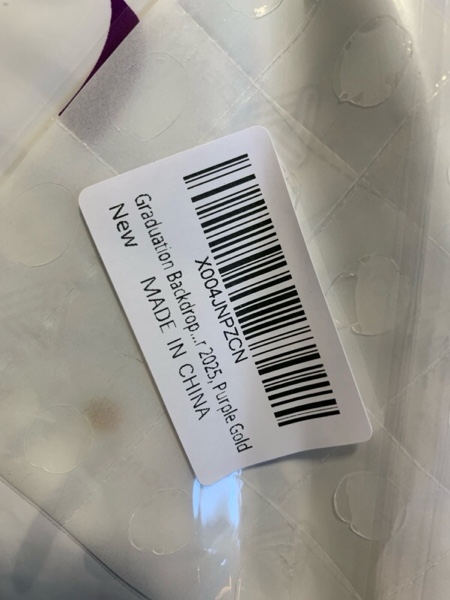 X004JNPZCN
Graduation Backdrop...r 2025, Purple Gold
New
MADE IN CHINA